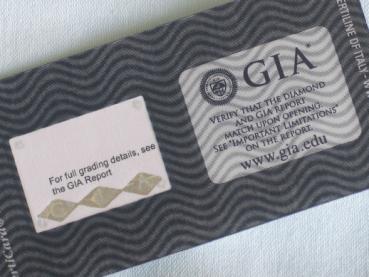 GIA®
VERIFY THAT THE DIAMOND
AND GIA REPORT
MATCH UPON OPENING.
SEE "IMPORTANT LIMITATIONS"
ON THE REPORT.
www.gia.edu
For full grading details, see
the GIA Report